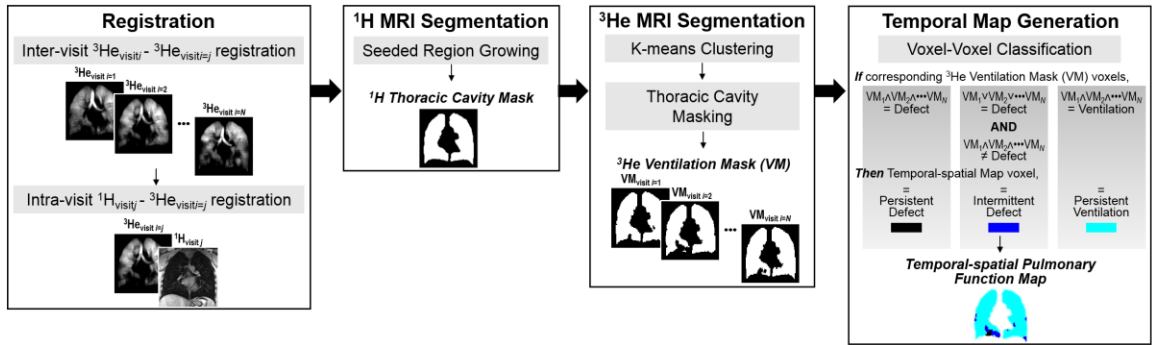 Registration
Inter-visit ³He_visiti - ³He_visiti=j registration
³He_visit i=1
³He_visit i=2
³He_visit i=N
•••
Intra-visit ¹H_visitj - ³He_visiti=j registration
³He_visit i=j
¹H_visit j
¹H MRI Segmentation
Seeded Region Growing
¹H Thoracic Cavity Mask
³He MRI Segmentation
K-means Clustering
Thoracic Cavity
Masking
³He Ventilation Mask (VM)
VM_visit i=1
VM_visit i=2
VM_visit i=N
•••
Temporal Map Generation
Voxel-Voxel Classification
If corresponding ³He Ventilation Mask (VM) voxels,
VM₁∧VM₂∧•••VM_N
= Defect
VM₁∨VM₂∨•••VM_N
= Defect
AND
VM₁∧VM₂∧•••VM_N
≠ Defect
VM₁∧VM₂∧•••VM_N
= Ventilation
Then Temporal-spatial Map voxel,
=
Persistent
Defect
=
Intermittent
Defect
=
Persistent
Ventilation
Temporal-spatial Pulmonary
Function Map